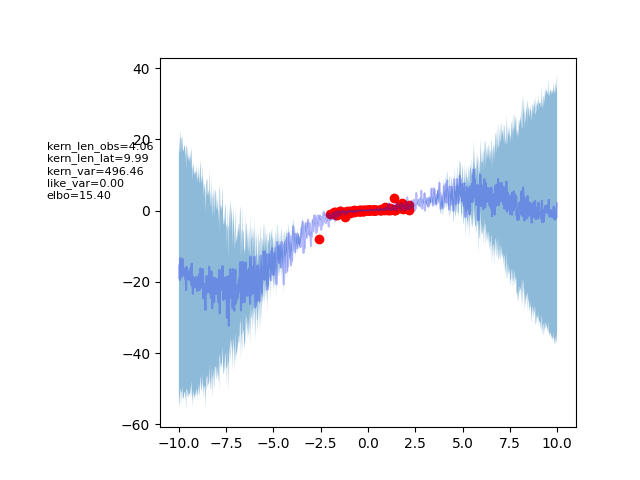 40
20
0
−20
−40
−60
kern_len_obs=4.06
kern_len_lat=9.99
kern_var=496.46
like_var=0.00
elbo=15.40
−10.0 −7.5 −5.0 −2.5 0.0 2.5 5.0 7.5 10.0